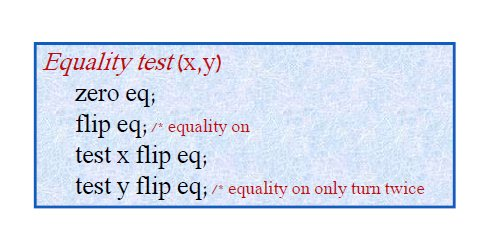 Equality test (x,y)
zero eq;
flip eq; /* equality on
test x flip eq;
test y flip eq; /* equality on only turn twice